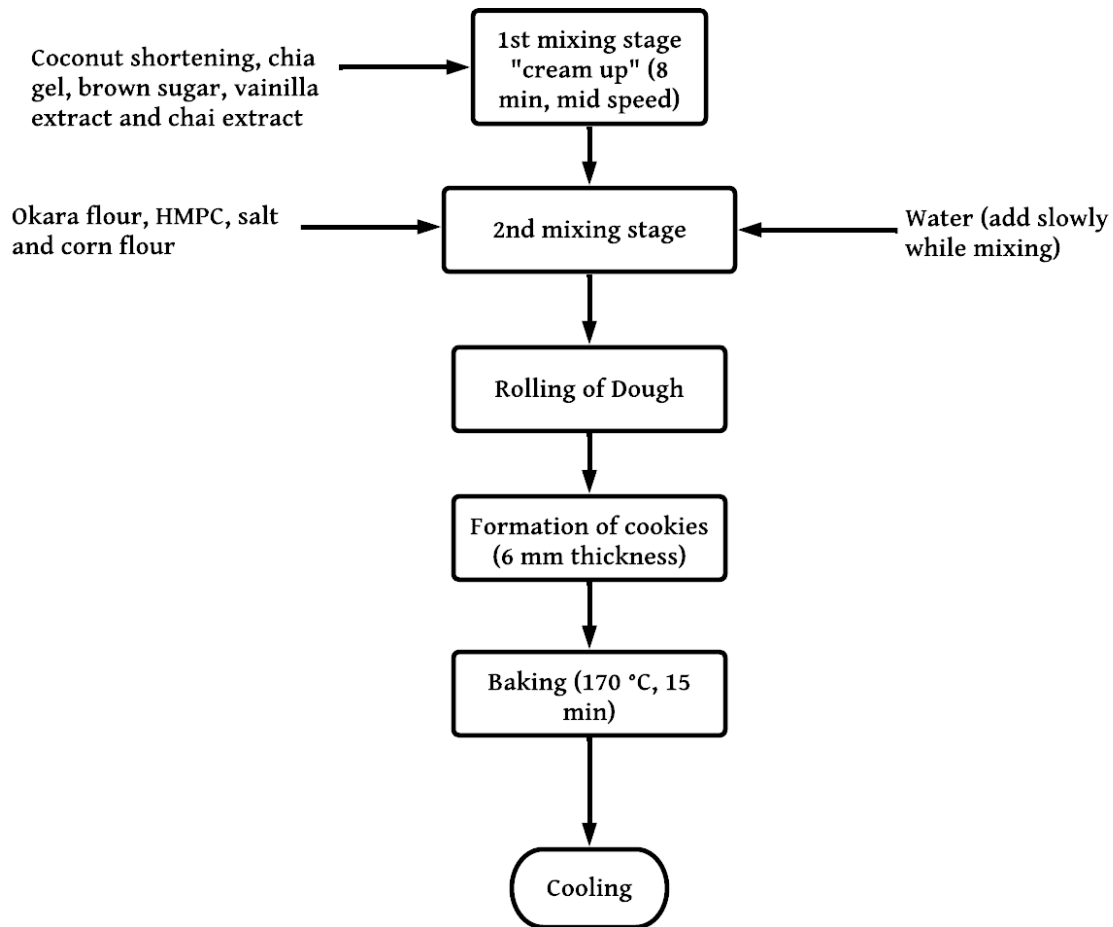 Coconut shortening, chia
gel, brown sugar, vainilla
extract and chai extract
1st mixing stage
"cream up" (8
min, mid speed)
Okara flour, HMPC, salt
and corn flour
2nd mixing stage
Water (add slowly
while mixing)
Rolling of Dough
Formation of cookies
(6 mm thickness)
Baking (170 °C, 15
min)
Cooling